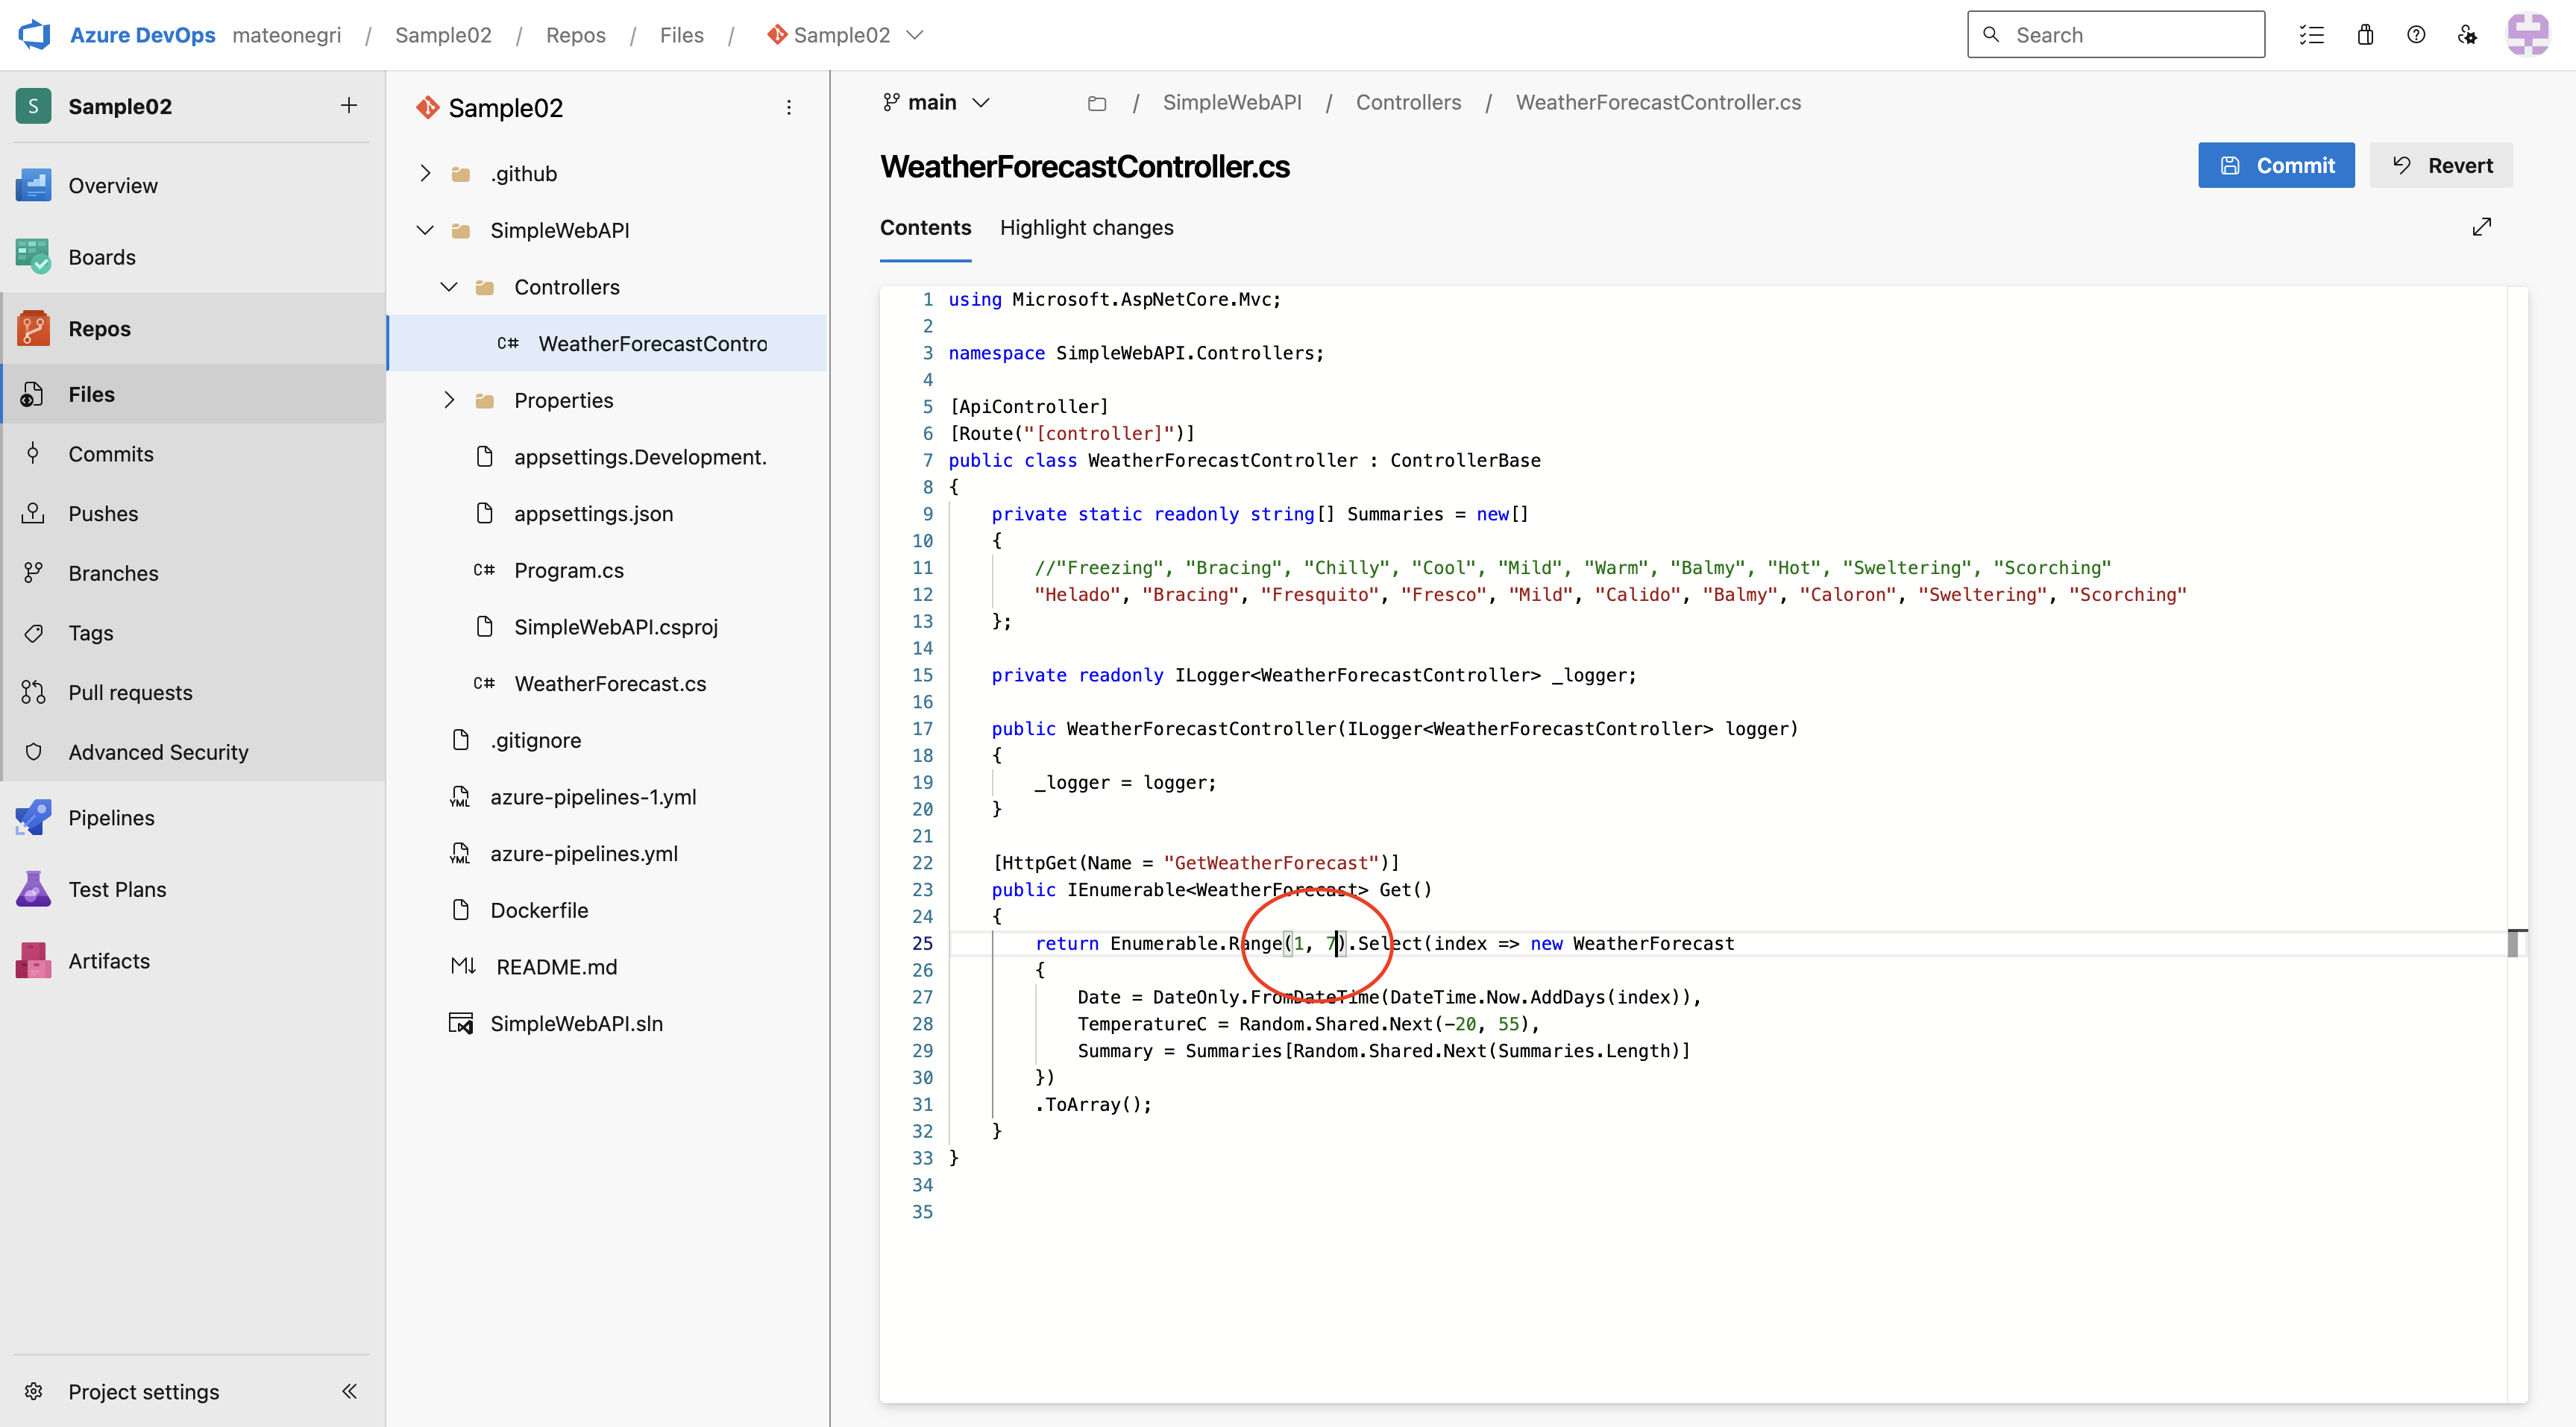 Azure DevOps mateonegri / Sample02 / Repos / Files / Sample02
Search
S Sample02 +
Overview
Boards
Repos
Files
Commits
Pushes
Branches
Tags
Pull requests
Advanced Security
Pipelines
Test Plans
Artifacts
Project settings
Sample02
.github
SimpleWebAPI
Controllers
C# WeatherForecastContro
Properties
appsettings.Development.
appsettings.json
C# Program.cs
SimpleWebAPI.csproj
C# WeatherForecast.cs
.gitignore
YML azure-pipelines-1.yml
YML azure-pipelines.yml
Dockerfile
M↓ README.md
SimpleWebAPI.sln
main / SimpleWebAPI / Controllers / WeatherForecastController.cs
WeatherForecastController.cs
Commit Revert
Contents Highlight changes
1 using Microsoft.AspNetCore.Mvc;
2
3 namespace SimpleWebAPI.Controllers;
4
5 [ApiController]
6 [Route("[controller]")]
7 public class WeatherForecastController : ControllerBase
8 {
9 private static readonly string[] Summaries = new[]
10 {
11 //"Freezing", "Bracing", "Chilly", "Cool", "Mild", "Warm", "Balmy", "Hot", "Sweltering", "Scorching"
12 "Helado", "Bracing", "Fresquito", "Fresco", "Mild", "Calido", "Balmy", "Caloron", "Sweltering", "Scorching"
13 };
14
15 private readonly ILogger<WeatherForecastController> _logger;
16
17 public WeatherForecastController(ILogger<WeatherForecastController> logger)
18 {
19 _logger = logger;
20 }
21
22 [HttpGet(Name = "GetWeatherForecast")]
23 public IEnumerable<WeatherForecast> Get()
24 {
25 return Enumerable.Range(1, 7).Select(index => new WeatherForecast
26 {
27 Date = DateOnly.FromDateTime(DateTime.Now.AddDays(index)),
28 TemperatureC = Random.Shared.Next(-20, 55),
29 Summary = Summaries[Random.Shared.Next(Summaries.Length)]
30 })
31 .ToArray();
32 }
33 }
34
35